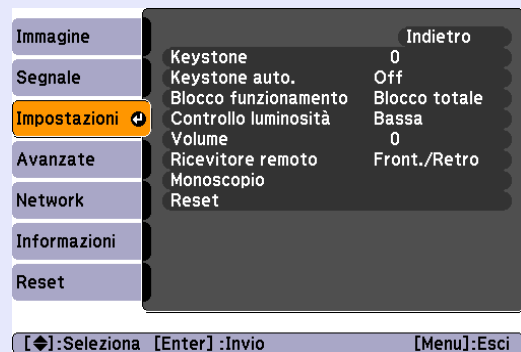 Immagine
Segnale
Impostazioni
Avanzate
Network
Informazioni
Reset
Indietro
Keystone 0
Keystone auto. Off
Blocco funzionamento Blocco totale
Controllo luminosità Bassa
Volume 0
Ricevitore remoto Front./Retro
Monoscopio
Reset
[◆]:Seleziona [Enter] :Invio [Menu]:Esci